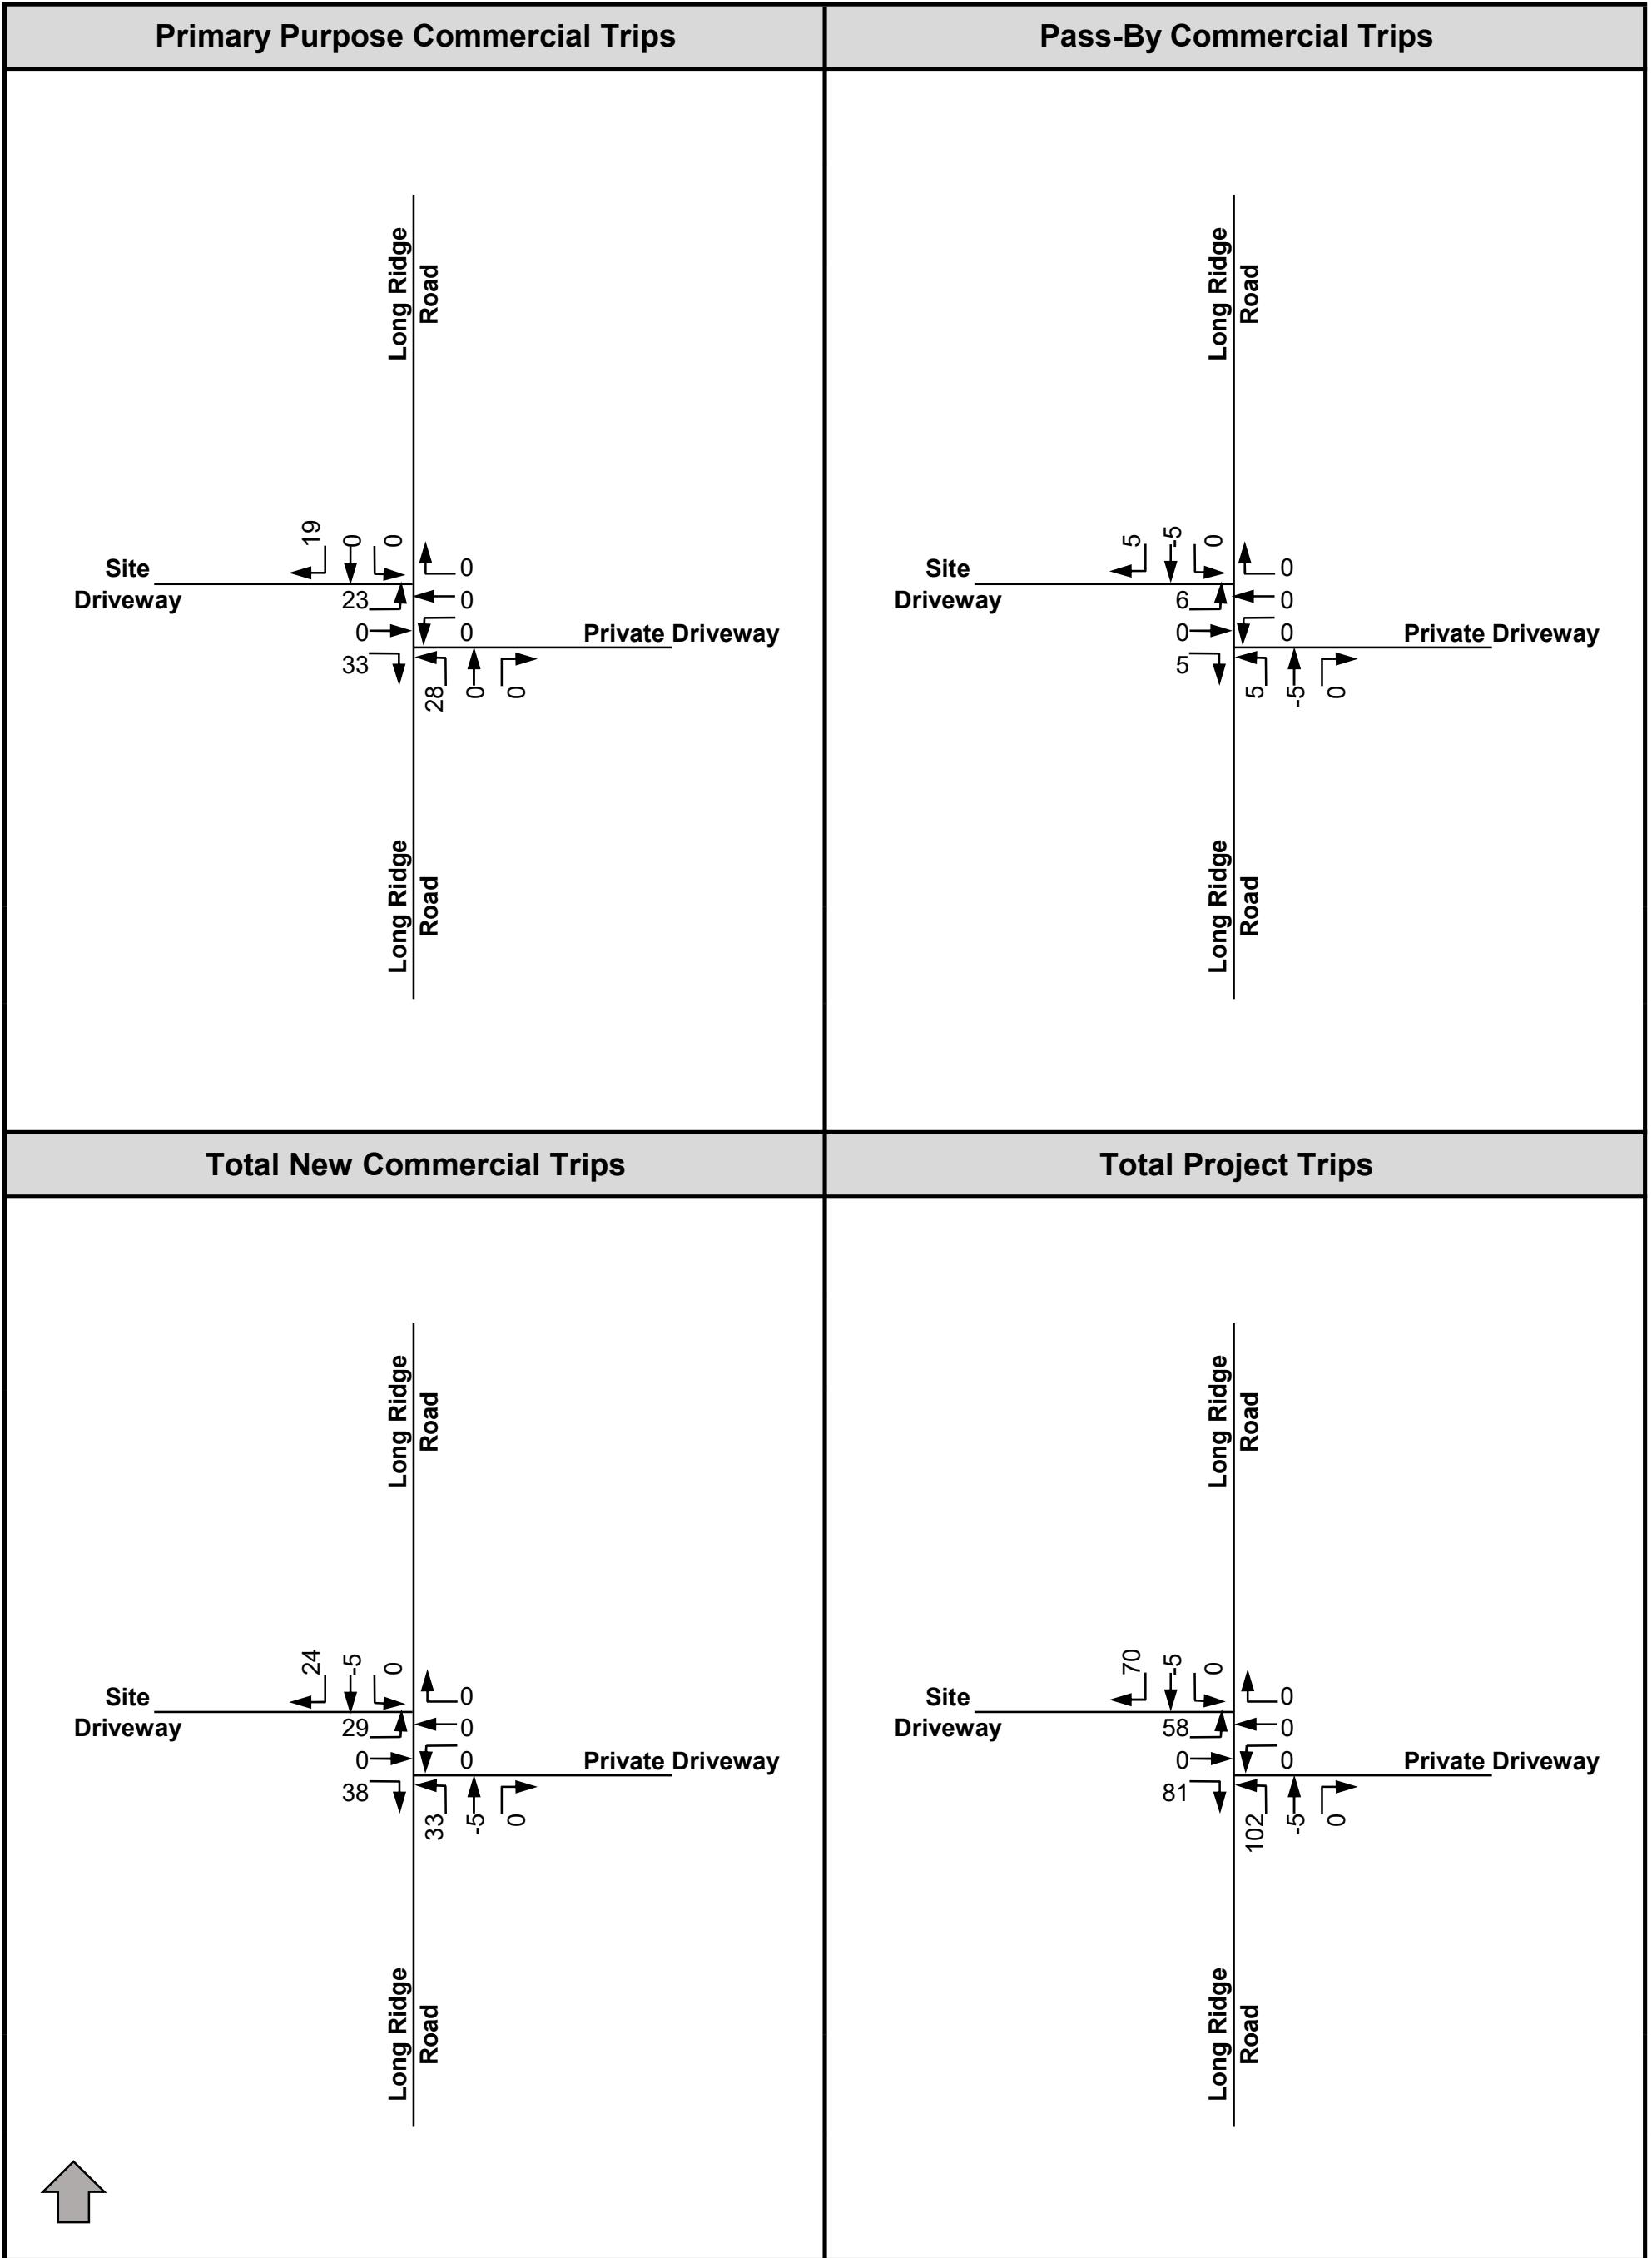 Primary Purpose Commercial Trips
Long Ridge
Road
19
0
0
Site
Driveway
0
0
0
23
0
33
Private Driveway
28
0
0
Long Ridge
Road
Pass-By Commercial Trips
Long Ridge
Road
5
-5
0
Site
Driveway
0
0
0
6
0
5
Private Driveway
5
-5
0
Long Ridge
Road
Total New Commercial Trips
Long Ridge
Road
24
-5
0
Site
Driveway
0
0
0
29
0
38
Private Driveway
33
-5
0
Long Ridge
Road
Total Project Trips
Long Ridge
Road
70
-5
0
Site
Driveway
0
0
0
58
0
81
Private Driveway
102
-5
0
Long Ridge
Road